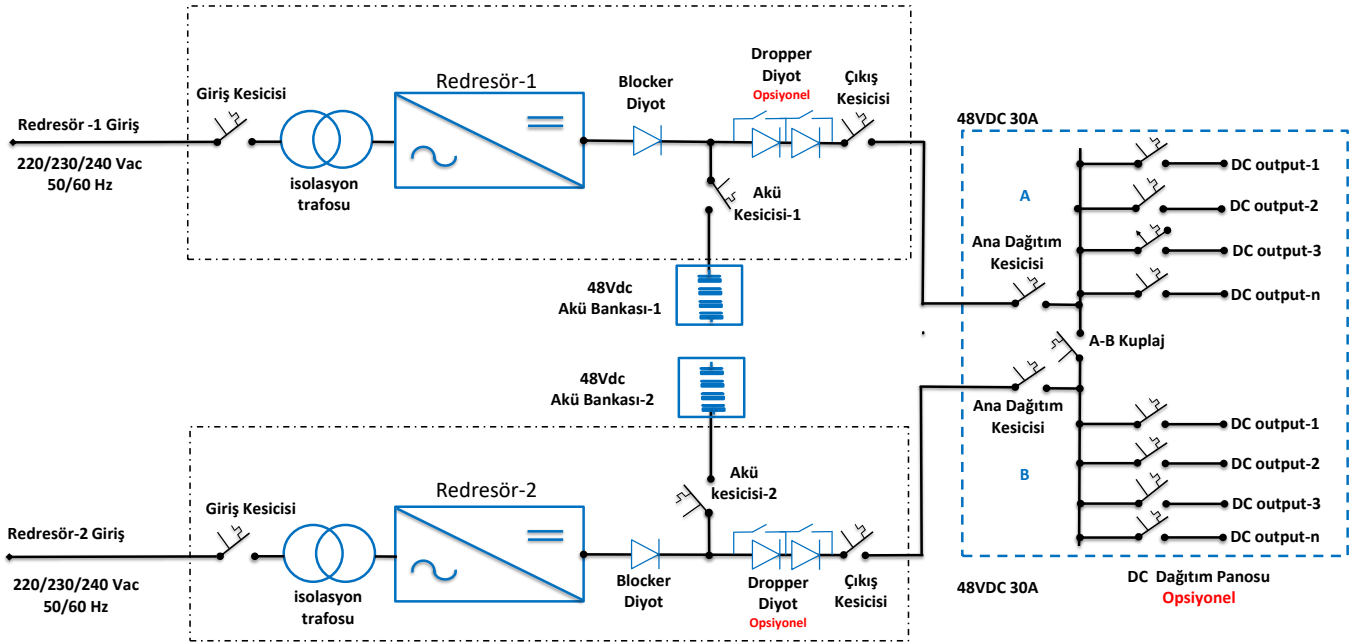 Redresör -1 Giriş
220/230/240 Vac
50/60 Hz
Giriş Kesicisi
isolasyon
trafosu
Redresör-1
Blocker
Diyot
Dropper
Diyot
Opsiyonel
Çıkış
Kesicisi
Akü
Kesicisi-1
48Vdc
Akü Bankası-1
48Vdc
Akü Bankası-2
Redresör-2 Giriş
220/230/240 Vac
50/60 Hz
Giriş Kesicisi
isolasyon
trafosu
Redresör-2
Akü
kesicisi-2
Blocker
Diyot
Dropper
Diyot
Opsiyonel
Çıkış
Kesicisi
48VDC 30A
A
Ana Dağıtım
Kesicisi
DC output-1
DC output-2
DC output-3
DC output-n
A-B Kuplaj
Ana Dağıtım
Kesicisi
B
DC output-1
DC output-2
DC output-3
DC output-n
48VDC 30A
DC Dağıtım Panosu
Opsiyonel